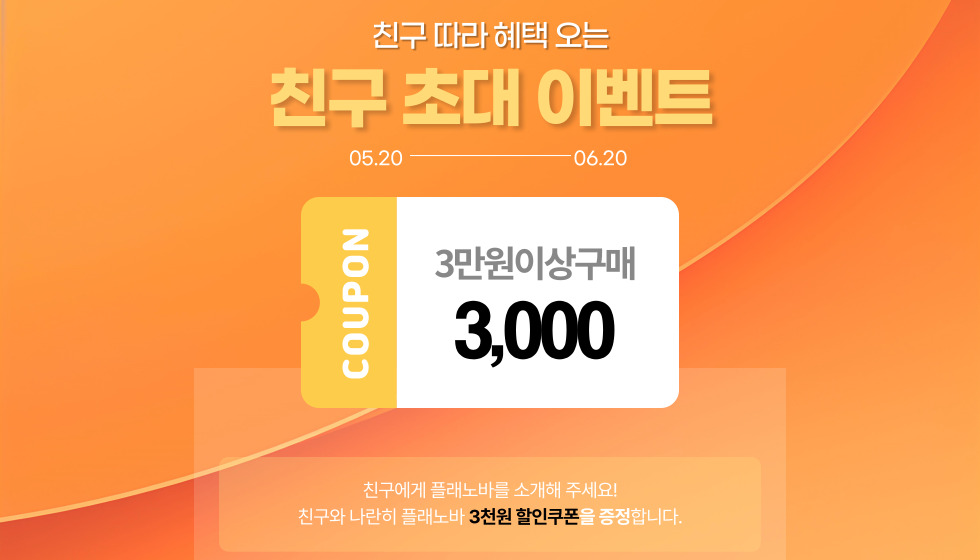 친구 따라 혜택 오는
친구 초대 이벤트
05.20 06.20
COUPON
3만원이상구매
3,000
친구에게 플래노바를 소개해 주세요!
친구와 나란히 플래노바 3천원 할인쿠폰을 증정합니다.